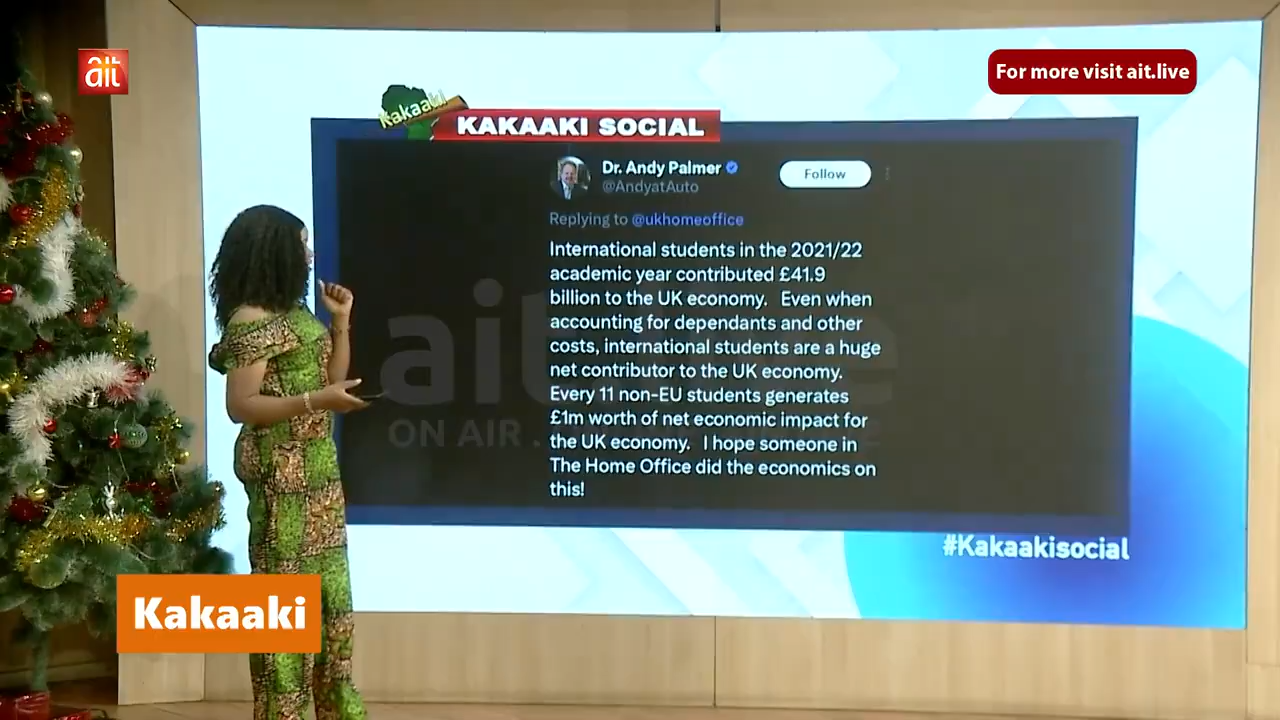 ait
For more visit ait.live
Kakaaki
KAKAAKI SOCIAL
Dr. Andy Palmer
@AndyatAuto
Follow
Replying to @ukhomeoffice
International students in the 2021/22
academic year contributed £41.9
billion to the UK economy. Even when
accounting for dependants and other
costs, international students are a huge
net contributor to the UK economy.
Every 11 non-EU students generates
£1m worth of net economic impact for
the UK economy. I hope someone in
The Home Office did the economics on
this!
ON AIR
#Kakaakisocial
Kakaaki